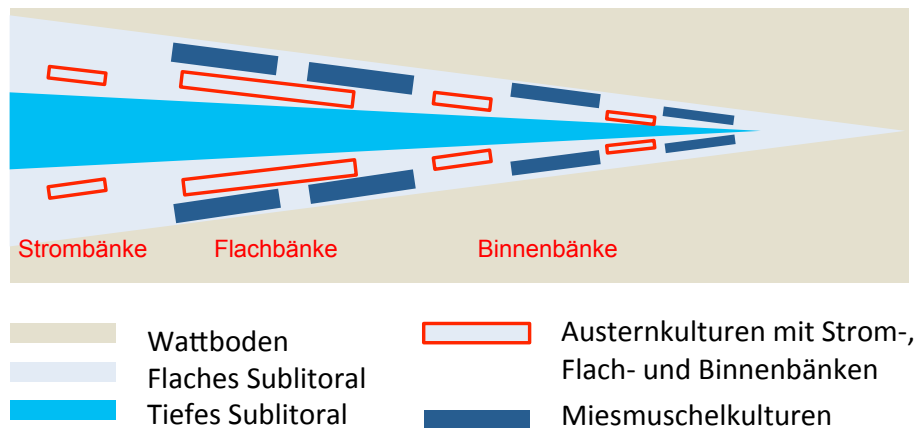 Strombänke Flachbänke Binnenbänke
Wattboden
Flaches Sublitoral
Tiefes Sublitoral
Austernkulturen mit Strom-,
Flach- und Binnenbänken
Miesmuschelkulturen